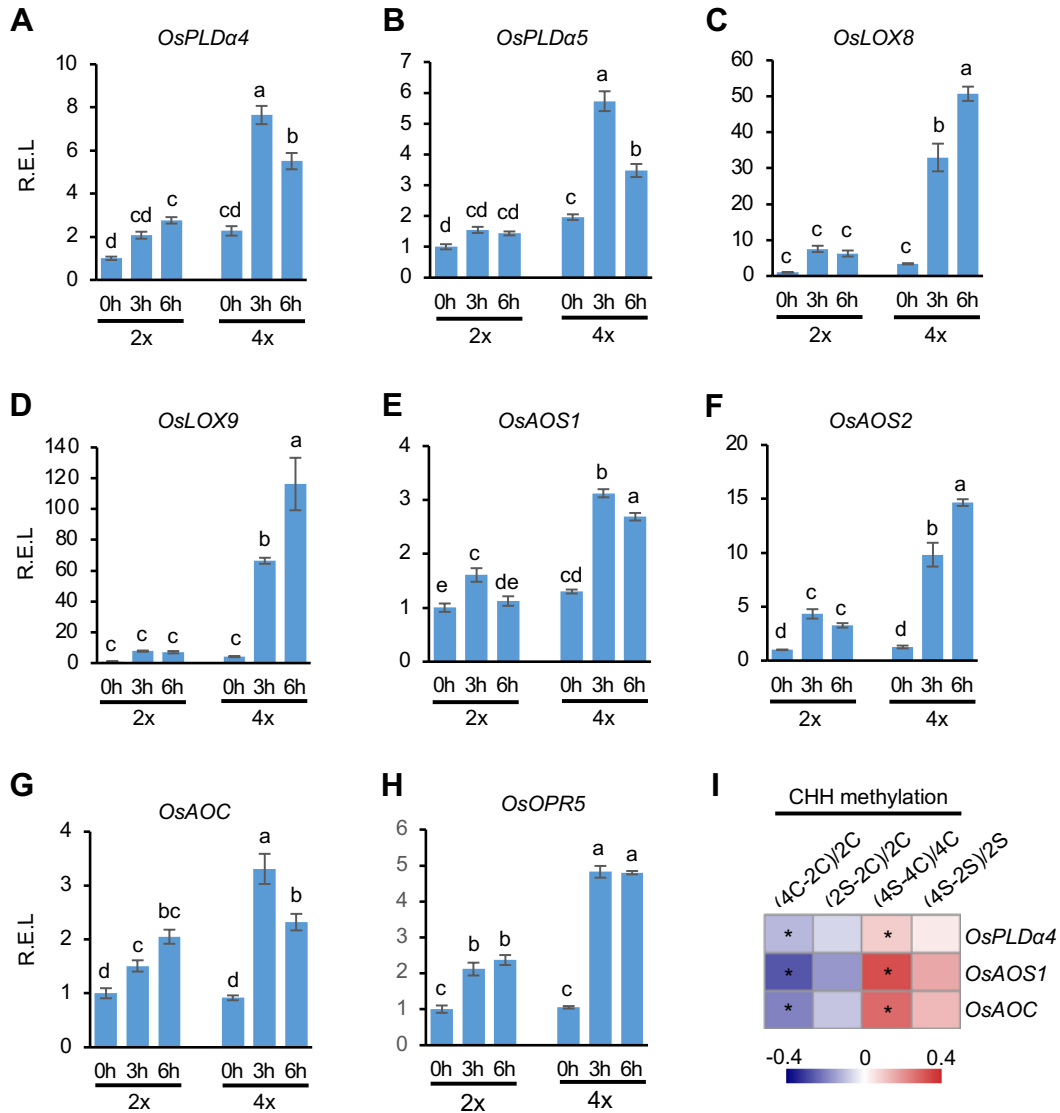 A
OsPLDα4
R.E.L
10
8
6
4
2
0
d
cd
c
cd
a
b
0h 3h 6h 0h 3h 6h
2x 4x
B
OsPLDα5
7
6
5
4
3
2
1
0
d
cd
cd
c
a
b
0h 3h 6h 0h 3h 6h
2x 4x
C
OsLOX8
60
50
40
30
20
10
0
c
c
c
c
b
a
0h 3h 6h 0h 3h 6h
2x 4x
D
OsLOX9
R.E.L
140
120
100
80
60
40
20
0
c
c
c
c
b
a
0h 3h 6h 0h 3h 6h
2x 4x
E
OsAOS1
4
3
2
1
0
e
c
de
cd
b
a
0h 3h 6h 0h 3h 6h
2x 4x
F
OsAOS2
20
15
10
5
0
d
c
c
d
b
a
0h 3h 6h 0h 3h 6h
2x 4x
G
OsAOC
R.E.L
4
3
2
1
0
d
c
bc
d
a
b
0h 3h 6h 0h 3h 6h
2x 4x
H
OsOPR5
6
5
4
3
2
1
0
c
b
b
c
a
a
0h 3h 6h 0h 3h 6h
2x 4x
I
CHH methylation
(4C-2C)/2C
(2S-2C)/2C
(4S-4C)/4C
(4S-2S)/2S
* * OsPLDα4
* * OsAOS1
* * OsAOC
-0.4 0 0.4